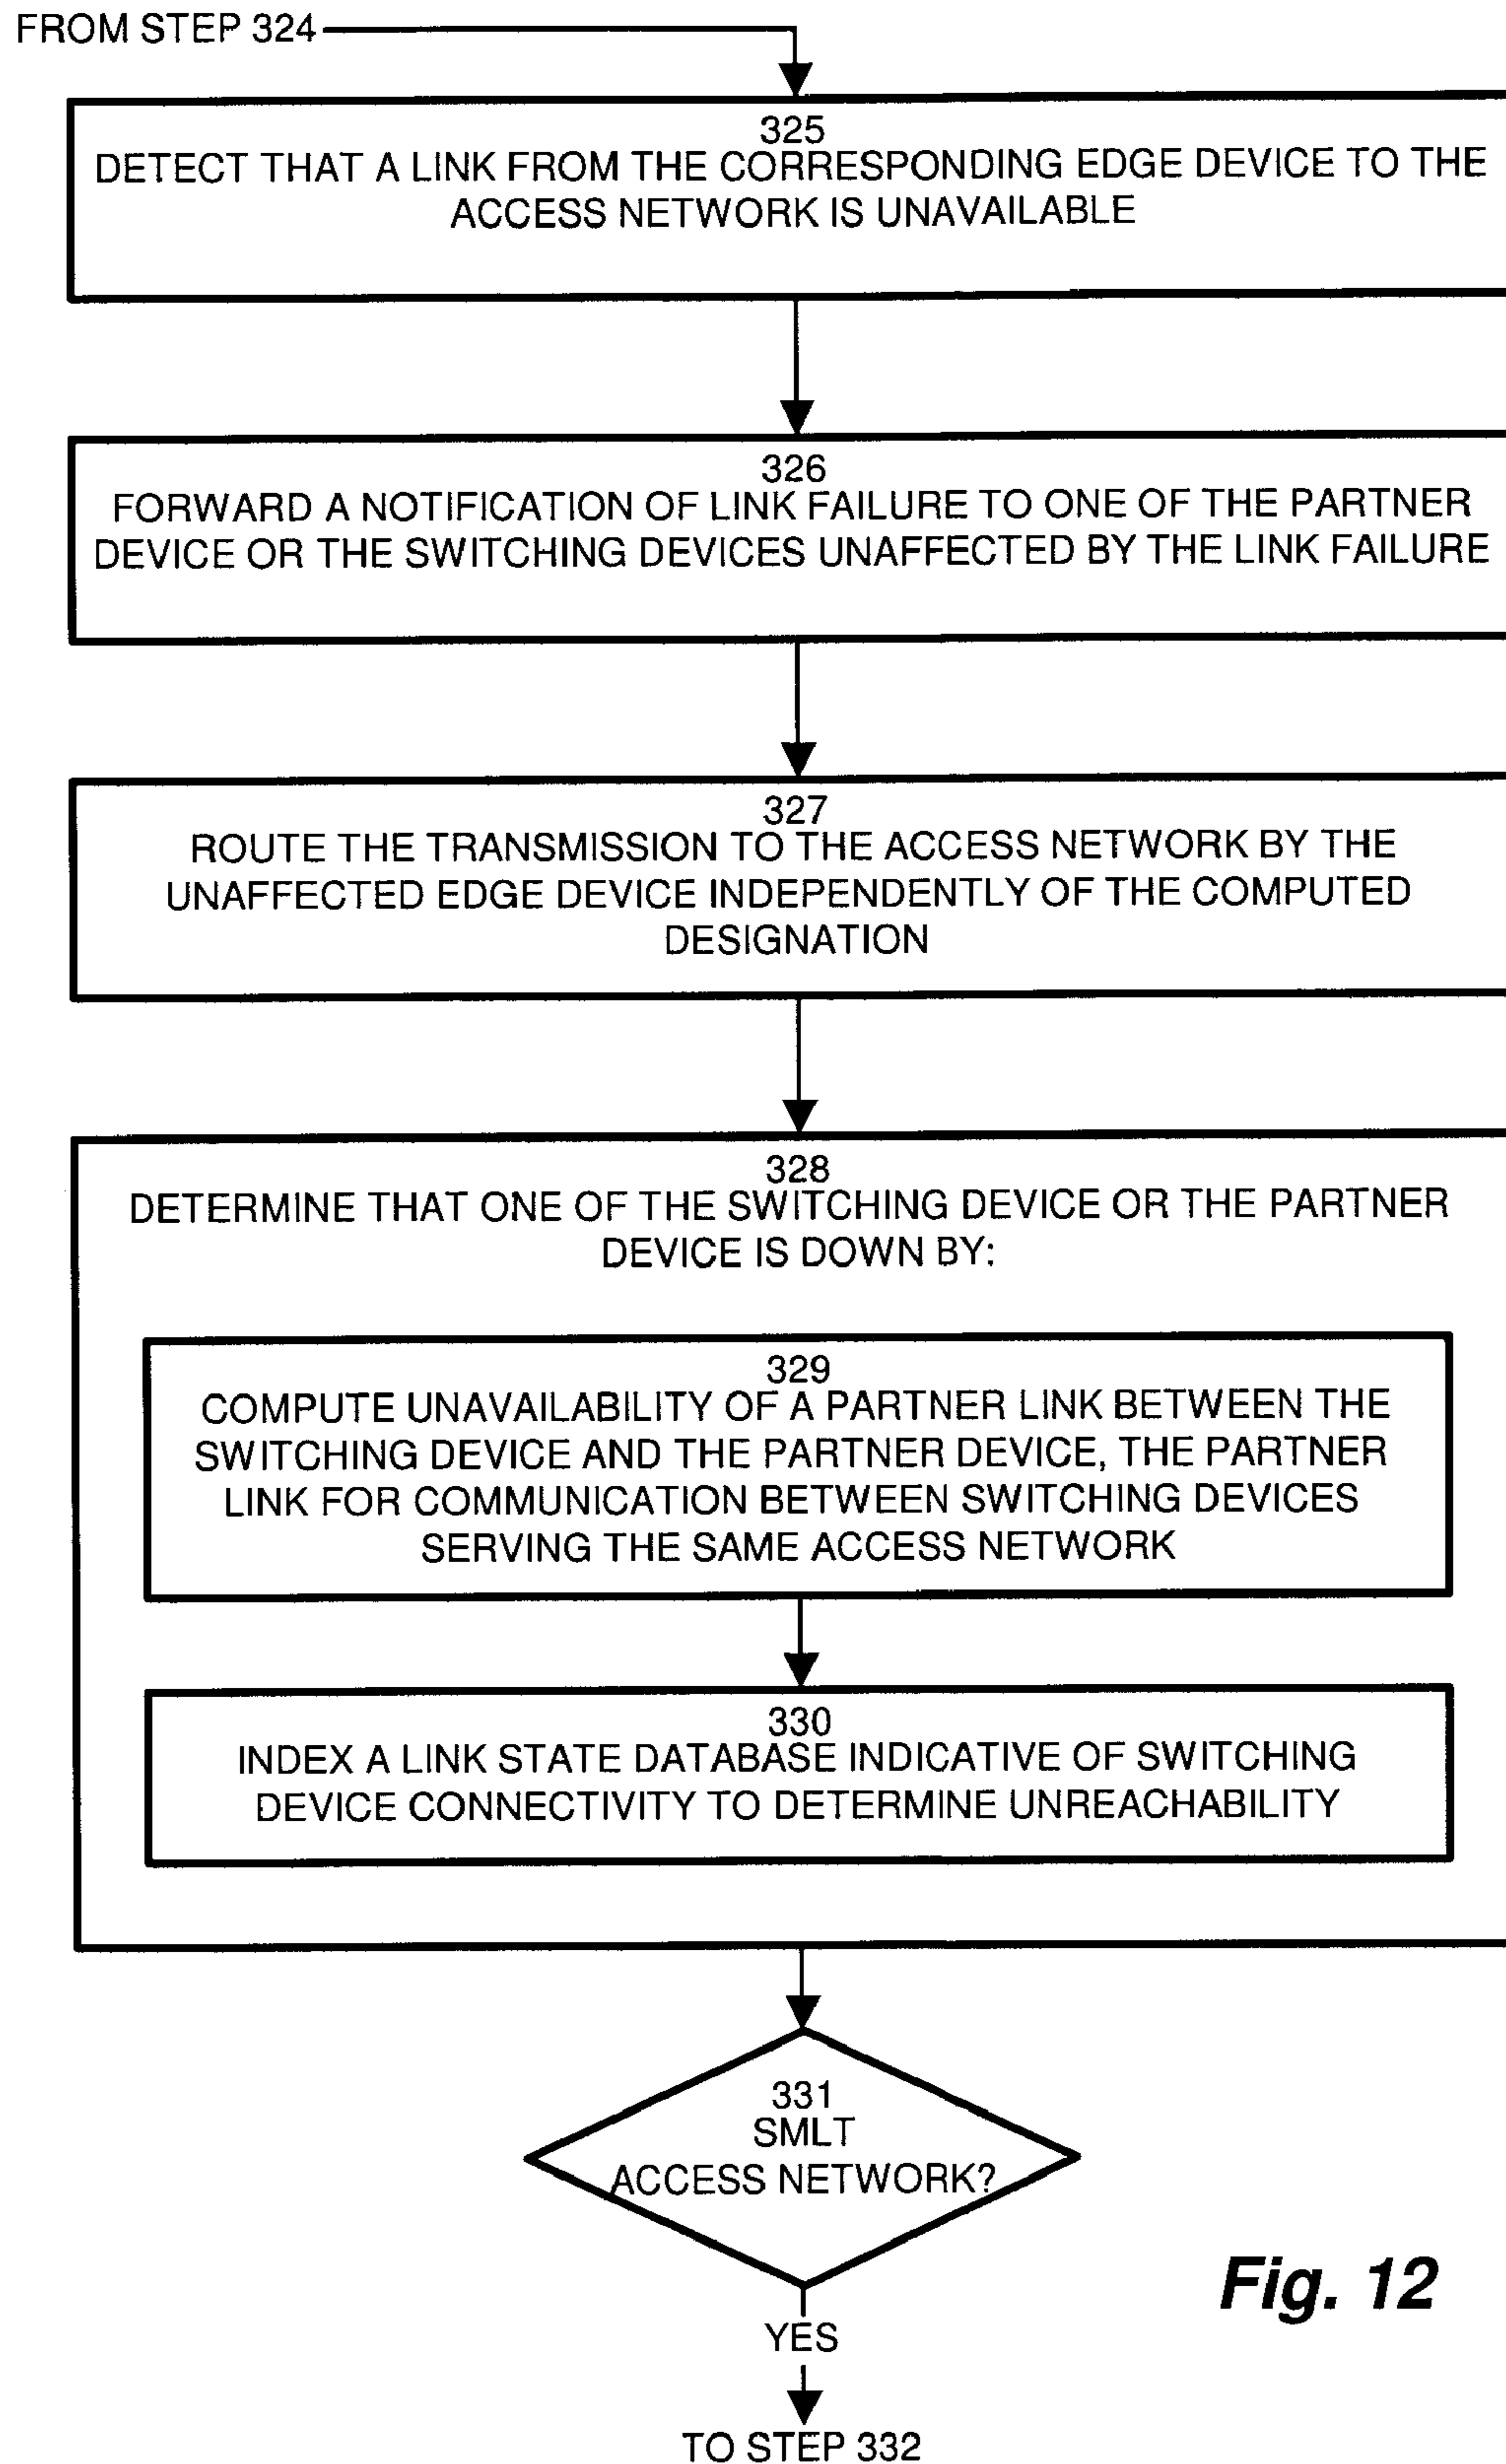 FROM STEP 324
325
DETECT THAT A LINK FROM THE CORRESPONDING EDGE DEVICE TO THE
ACCESS NETWORK IS UNAVAILABLE
326
FORWARD A NOTIFICATION OF LINK FAILURE TO ONE OF THE PARTNER
DEVICE OR THE SWITCHING DEVICES UNAFFECTED BY THE LINK FAILURE
327
ROUTE THE TRANSMISSION TO THE ACCESS NETWORK BY THE
UNAFFECTED EDGE DEVICE INDEPENDENTLY OF THE COMPUTED
DESIGNATION
328
DETERMINE THAT ONE OF THE SWITCHING DEVICE OR THE PARTNER
DEVICE IS DOWN BY:
329
COMPUTE UNAVAILABILITY OF A PARTNER LINK BETWEEN THE
SWITCHING DEVICE AND THE PARTNER DEVICE, THE PARTNER
LINK FOR COMMUNICATION BETWEEN SWITCHING DEVICES
SERVING THE SAME ACCESS NETWORK
330
INDEX A LINK STATE DATABASE INDICATIVE OF SWITCHING
DEVICE CONNECTIVITY TO DETERMINE UNREACHABILITY
331
SMLT
ACCESS NETWORK?
Fig. 12
YES
TO STEP 332